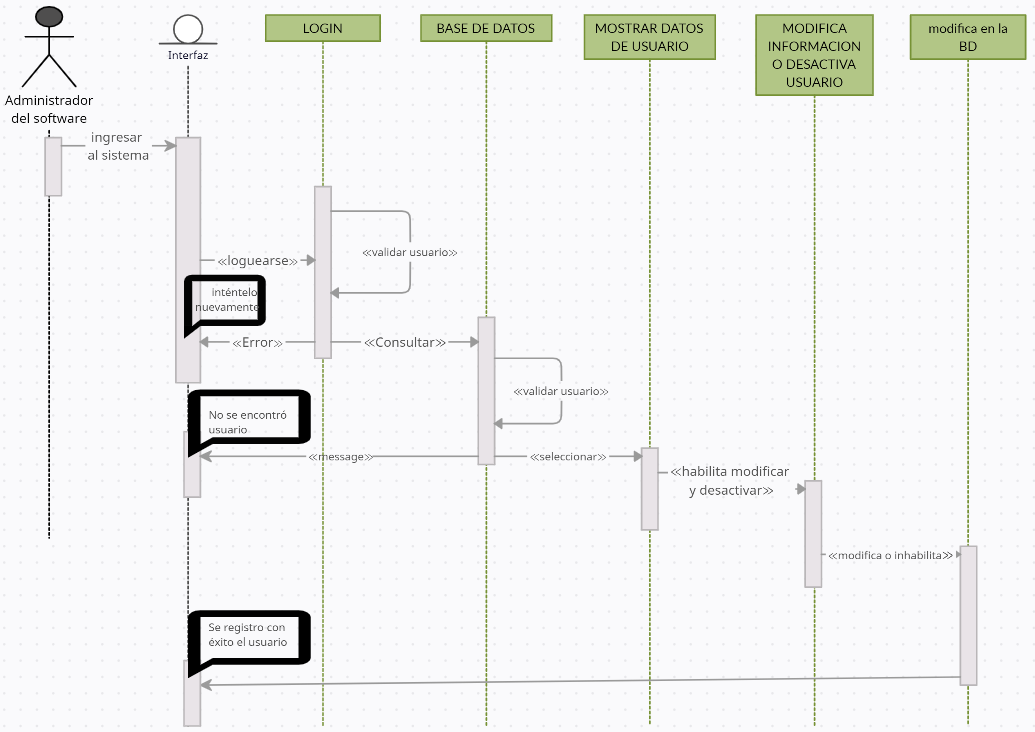 LOGIN
BASE DE DATOS
MOSTRAR DATOS
DE USUARIO
MODIFICA
INFORMACION
O DESACTIVA
USUARIO
modifica en la
BD
Interfaz
Administrador
del software
ingresar
al sistema
«validar usuario»
«loguearse»
inténtelo
nuevamente
«Error»
«Consultar»
«validar usuario»
No se encontró
usuario
«message»
«seleccionar»
«habilita modificar
y desactivar»
«modifica o inhabilita»
Se registro con
éxito el usuario